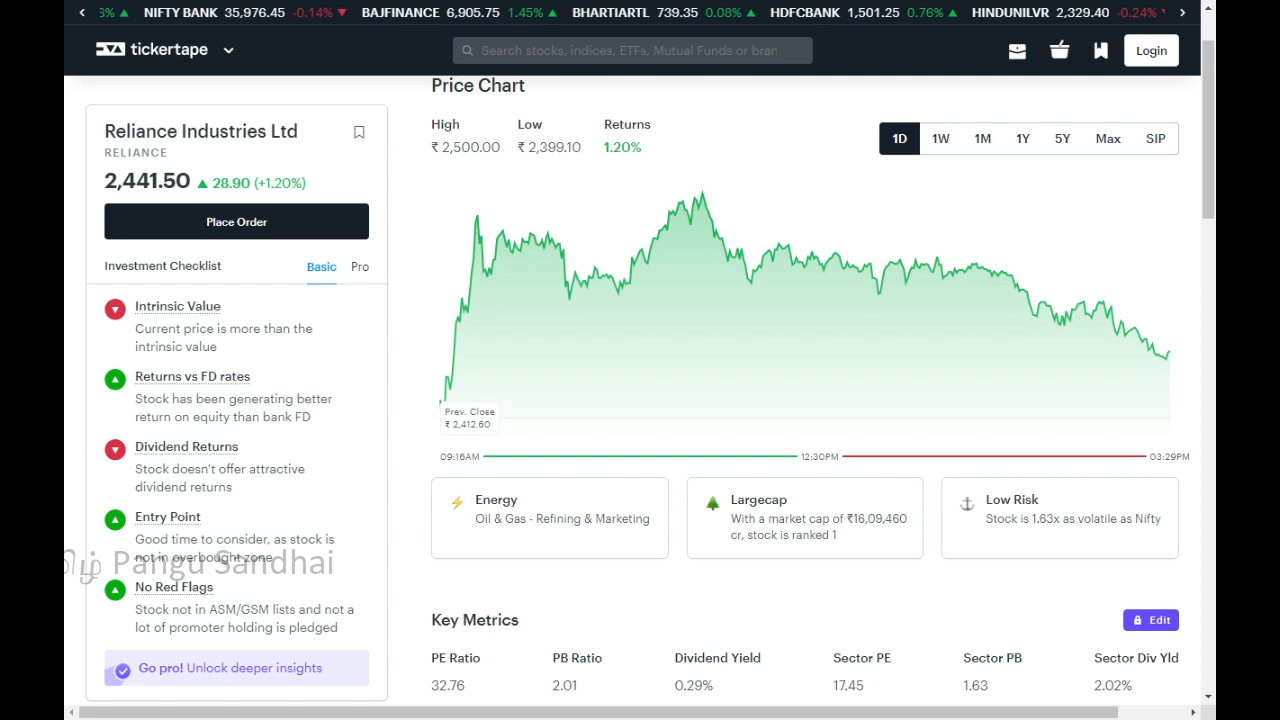 3% ▲ NIFTY BANK 35,976.45 -0.14% ▼ BAJFINANCE 6,905.75 1.45% ▲ BHARTIARTL 739.35 0.08% ▲ HDFCBANK 1,501.25 0.76% ▲ HINDUNILVR 2,329.40 -0.24%
tickertape
Search stocks, indices, ETFs, Mutual Funds or bran
Login
Reliance Industries Ltd
RELIANCE
2,441.50 ▲ 28.90 (+1.20%)
Place Order
Investment Checklist Basic Pro
Intrinsic Value
Current price is more than the
intrinsic value
Returns vs FD rates
Stock has been generating better
return on equity than bank FD
Dividend Returns
Stock doesn't offer attractive
dividend returns
Entry Point
Good time to consider, as stock is
not in overbought zone
Pangu Sandhai
No Red Flags
Stock not in ASM/GSM lists and not a
lot of promoter holding is pledged
Go pro! Unlock deeper insights
Price Chart
High Low Returns
₹ 2,500.00 ₹ 2,399.10 1.20%
1D 1W 1M 1Y 5Y Max SIP
Prev. Close
₹ 2,412.60
09:16AM 12:30PM 03:29PM
Energy
Oil & Gas - Refining & Marketing
Largecap
With a market cap of ₹16,09,460
cr, stock is ranked 1
Low Risk
Stock is 1.63x as volatile as Nifty
Key Metrics
Edit
PE Ratio PB Ratio Dividend Yield Sector PE Sector PB Sector Div Yld
32.76 2.01 0.29% 17.45 1.63 2.02%